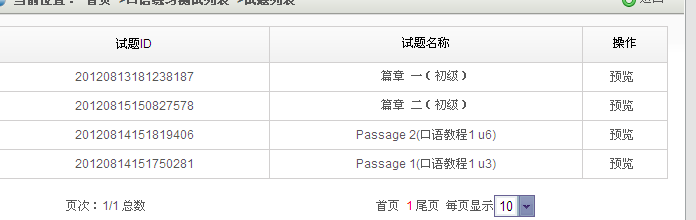 当前位置： 首页 ->口语练习测试列表 ->试题列表 返回
试题ID 试题名称 操作
20120813181238187 篇章 一（初级） 预览
20120815150827578 篇章 二（初级） 预览
20120814151819406 Passage 2(口语教程1 u6) 预览
20120814151750281 Passage 1(口语教程1 u3) 预览
页次：1/1 总数 首页 1 尾页 每页显示 10